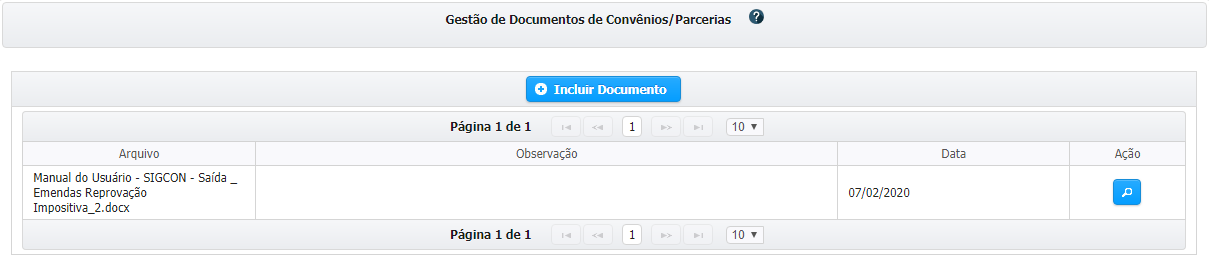 Gestão de Documentos de Convênios/Parcerias ?
Incluir Documento
Página 1 de 1 1 10
Arquivo Observação Data Ação
Manual do Usuário - SIGCON - Saída _
Emendas Reprovação
Impositiva_2.docx
07/02/2020
Página 1 de 1 1 10